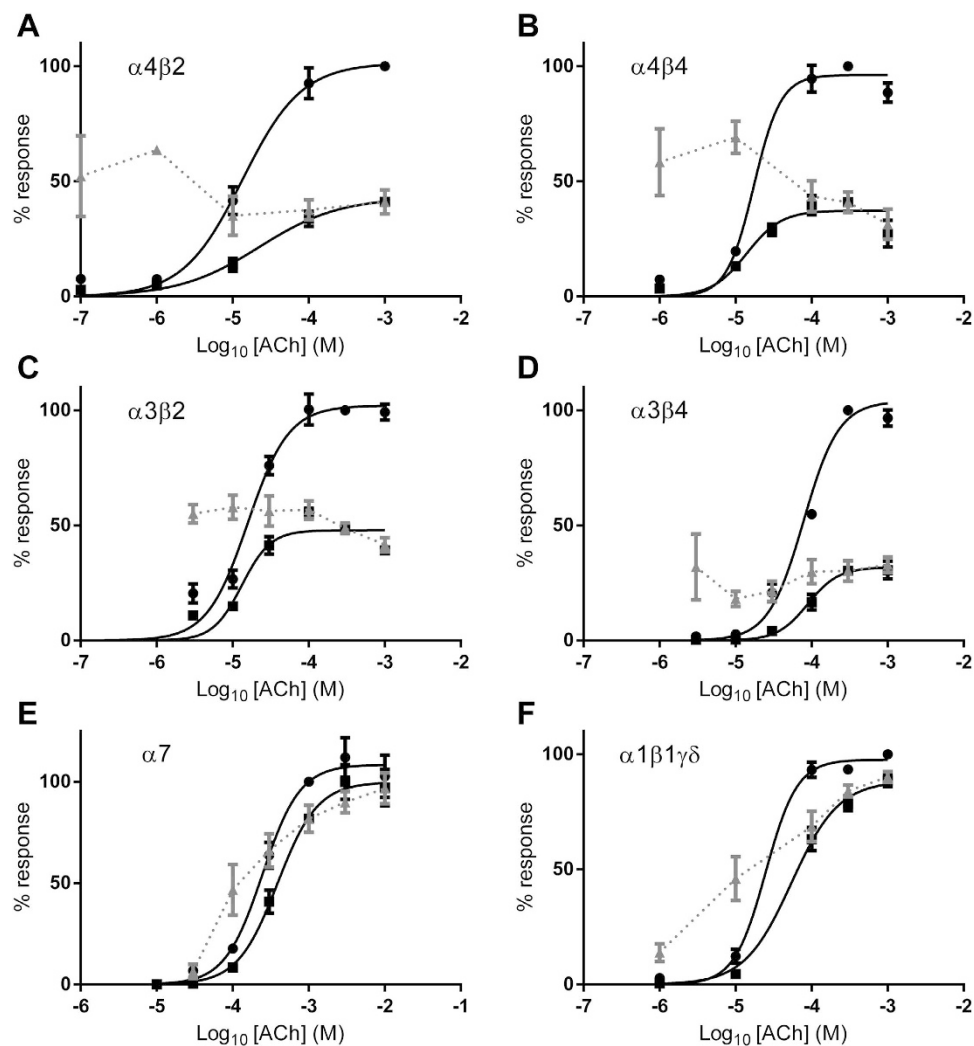 A
B
α4β2
α4β4
% response
100
50
0
-7 -6 -5 -4 -3 -2
Log10 [ACh] (M)
% response
100
50
0
-7 -6 -5 -4 -3 -2
Log10 [ACh] (M)
C
D
α3β2
α3β4
% response
100
50
0
-7 -6 -5 -4 -3 -2
Log10 [ACh] (M)
% response
100
50
0
-7 -6 -5 -4 -3 -2
Log10 [ACh] (M)
E
F
α7
α1β1γδ
% response
100
50
0
-6 -5 -4 -3 -2 -1
Log10 [ACh] (M)
% response
100
50
0
-7 -6 -5 -4 -3 -2
Log10 [ACh] (M)